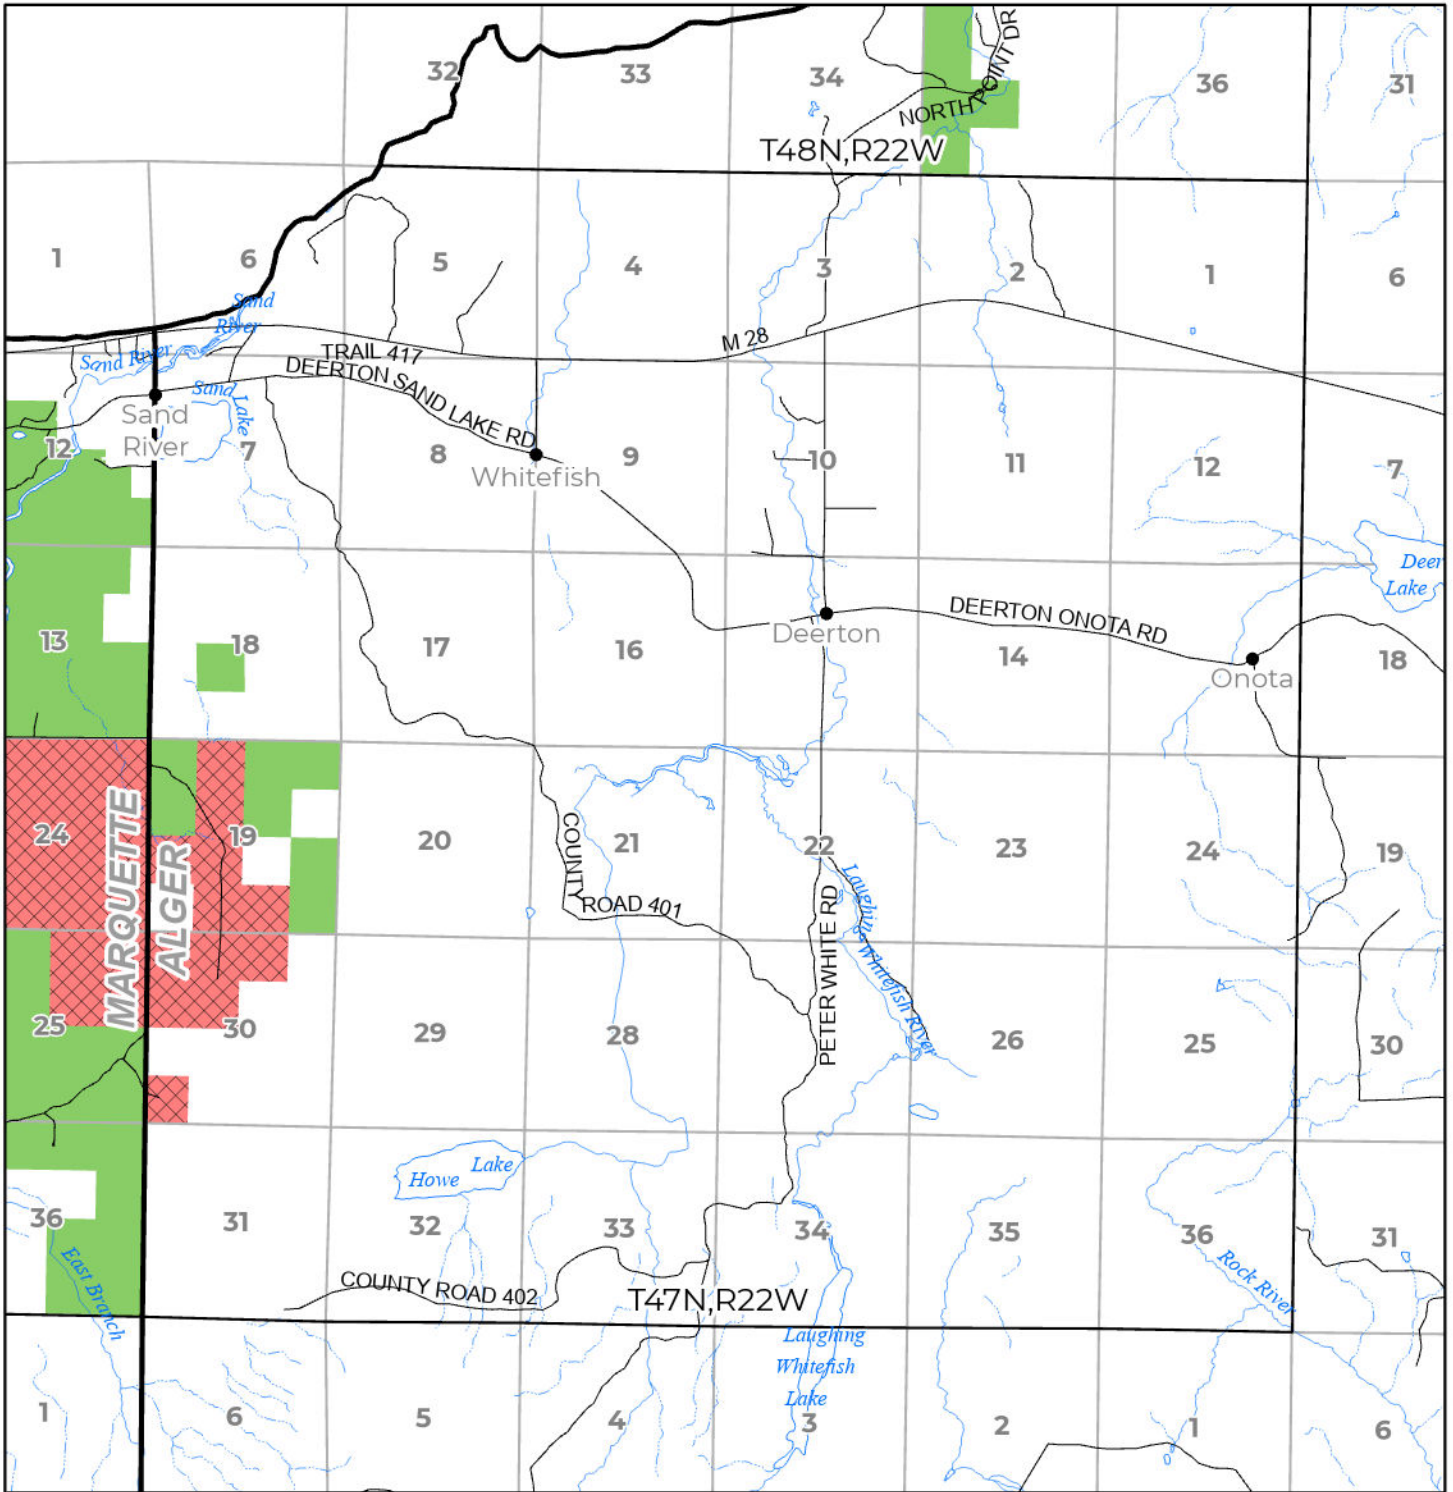 32
33
34
36
31
NORTH POINT DR
T48N,R22W
1
6
5
4
3
2
1
6
Sand
River
M 28
Sand River
TRAIL 417
DEERTON SAND LAKE RD
Sand
River
Sand Lake
12
7
8
Whitefish
9
10
11
12
7
Deer
Lake
13
18
17
16
Deerton
DEERTON ONOTA RD
14
Onota
18
24
MARQUETTE
ALGER
19
20
COUNTY ROAD 401
21
22
Laughing Whitefish River
PETER WHITE RD
23
24
19
25
30
29
28
26
25
30
Howe Lake
36
31
32
33
34
35
36
31
East Branch
COUNTY ROAD 402
T47N,R22W
Rock River
Laughing
Whitefish
Lake
1
6
5
4
3
2
1
6